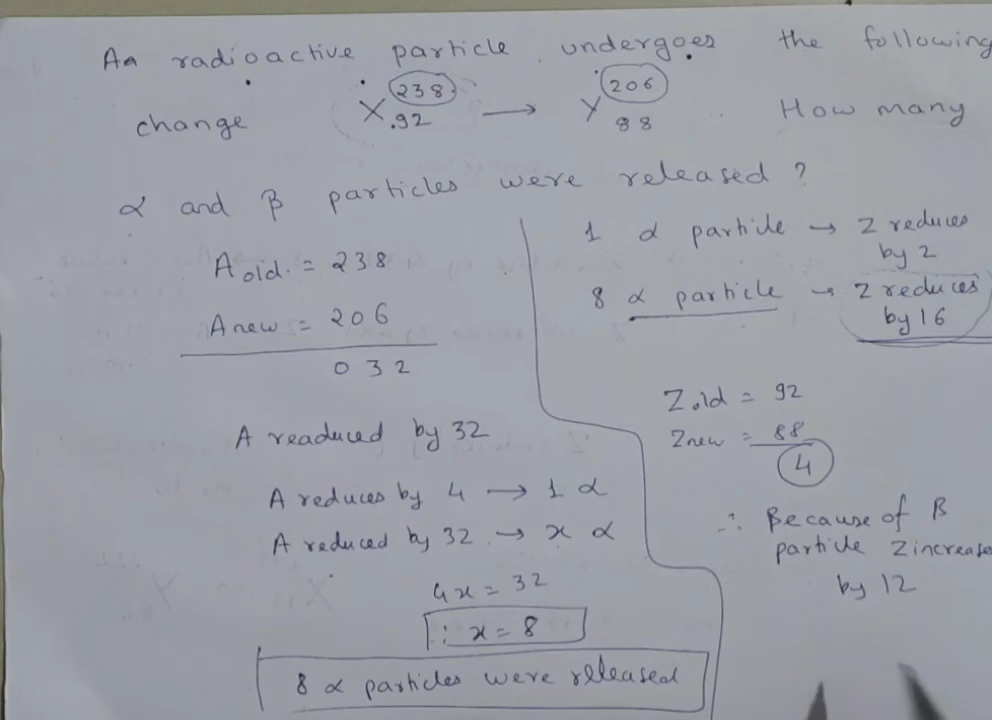 An radioactive particle undergoes the following
change X 238 .92 → Y 206 88 How many
α and β particles were released ?
A old. = 238
A new = 206
0 3 2
A readuced by 32
A reduces by 4 → 1 α
A reduced by 32 → x α
4x = 32
∴ x = 8
8 α particles were released
1 α particle → Z reduces
by 2
8 α particle → Z reduces
by 16
Z old = 92
Z new = 88
4
∴ Because of B
particle Z increase
by 12